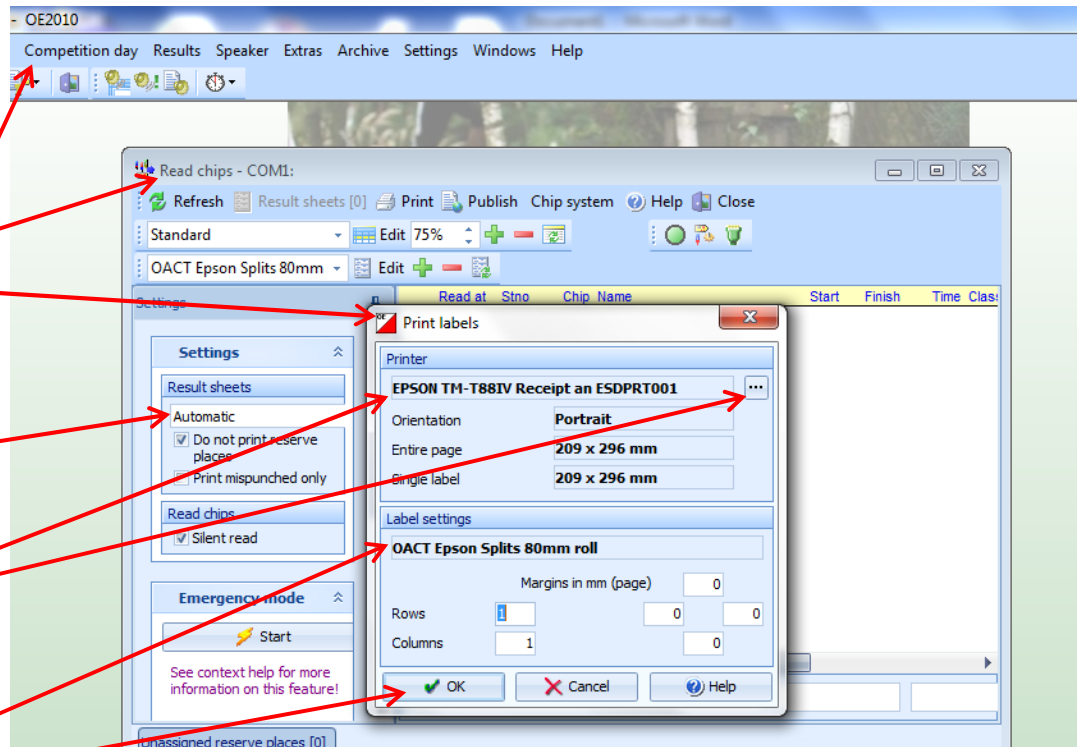 - OE2010
Competition day Results Speaker Extras Archive Settings Windows Help
Read chips - COM1:
Refresh Result sheets [0] Print Publish Chip system Help Close
Standard Edit 75%
OACT Epson Splits 80mm Edit
Settings Read at Stno Chip Name Start Finish Time Class
Print labels
Settings
Result sheets
Automatic
Do not print reserve
places
Print mispunched only
Read chips
Silent read
Emergency mode
Start
See context help for more
information on this feature!
Printer
EPSON TM-T88IV Receipt an ESDPRT001 ...
Orientation Portrait
Entire page 209 x 296 mm
Single label 209 x 296 mm
Label settings
OACT Epson Splits 80mm roll
Margins in mm (page) 0
Rows 1 0 0
Columns 1 0
OK Cancel Help
Unassigned reserve places [0]